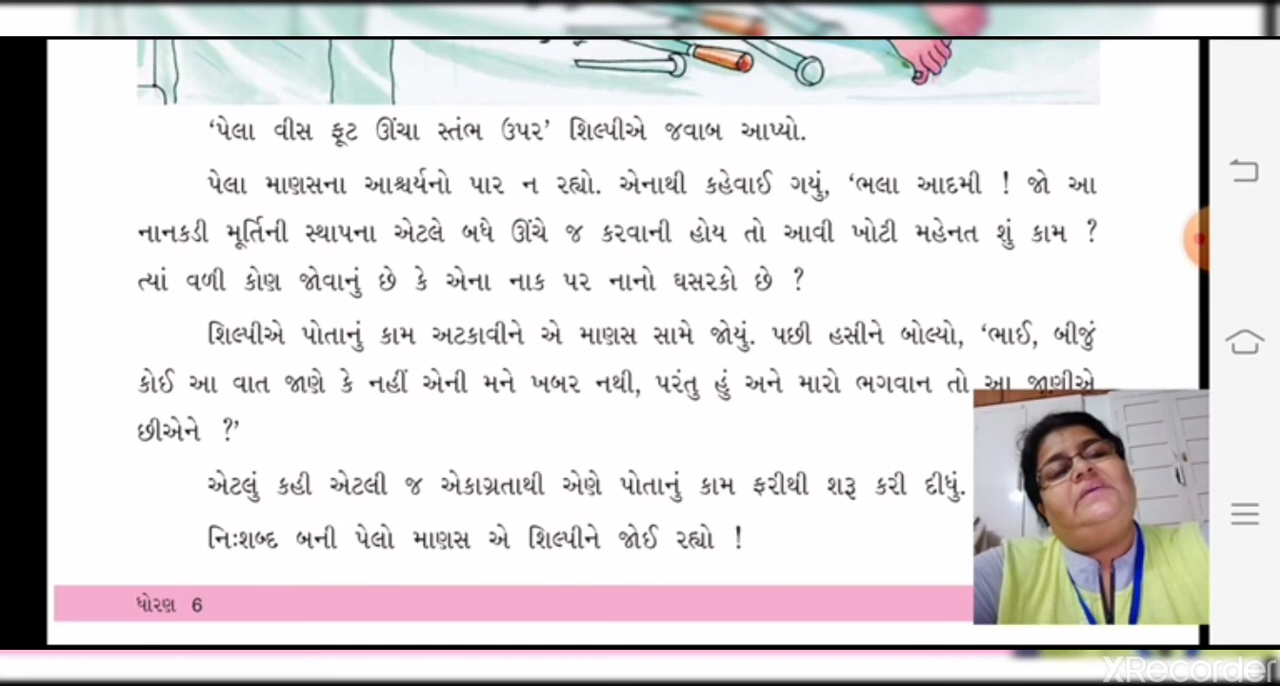 ‘પેલા વીસ ફૂટ ઊંચા સ્તંભ ઉપર’ શિલ્પીએ જવાબ આપ્યો.
પેલા માણસના આશ્ચર્યનો પાર ન રહ્યો. એનાથી કહેવાઈ ગયું, ‘ભલા આદમી ! જો આ
નાનકડી મૂર્તિની સ્થાપના એટલે બધે ઊંચે જ કરવાની હોય તો આવી ખોટી મહેનત શું કામ ?
ત્યાં વળી કોણ જોવાનું છે કે એના નાક પર નાનો ઘસરકો છે ?
શિલ્પીએ પોતાનું કામ અટકાવીને એ માણસ સામે જોયું. પછી હસીને બોલ્યો, ‘ભાઈ, બીજું
કોઈ આ વાત જાણે કે નહીં એની મને ખબર નથી, પરંતુ હું અને મારો ભગવાન તો આ જાણીએ
છીએને ?’
એટલું કહી એટલી જ એકાગ્રતાથી એણે પોતાનું કામ ફરીથી શરૂ કરી દીધું.
નિઃશબ્દ બની પેલો માણસ એ શિલ્પીને જોઈ રહ્યો !
ધોરણ 6
XRecorder